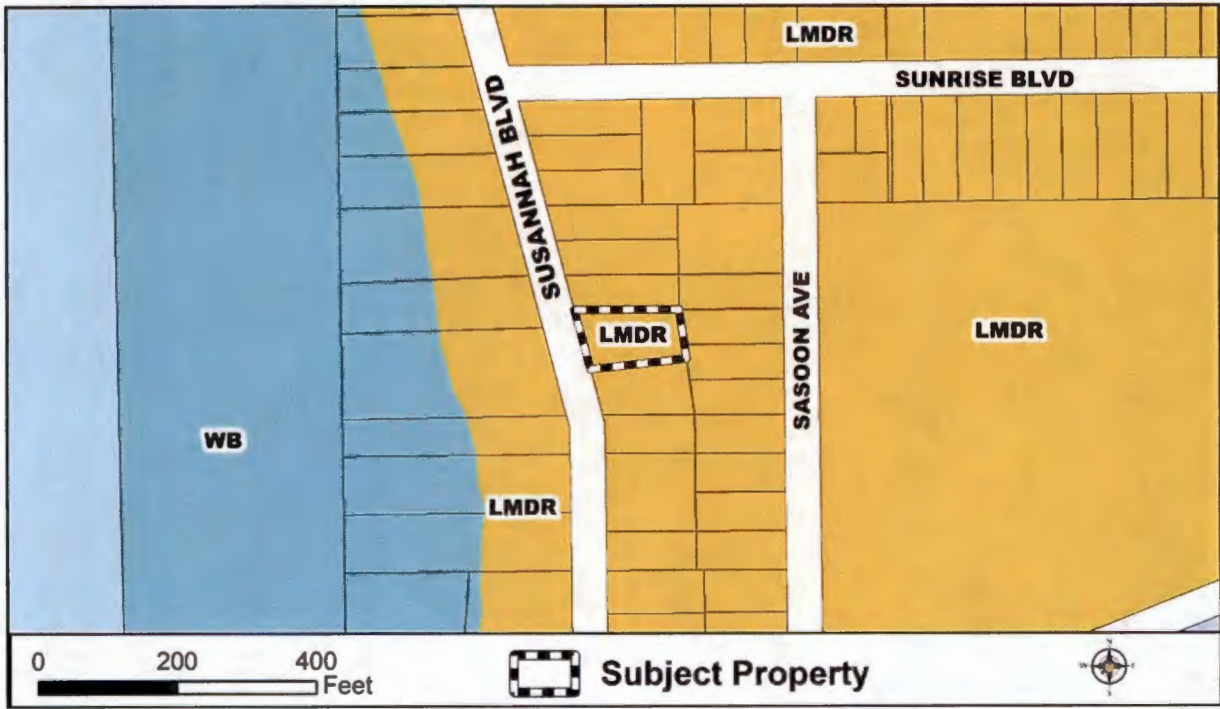 LMDR
SUNRISE BLVD
SUSANNAH BLVD
SASOON AVE
LMDR
LMDR
WB
LMDR
0 200 400
Feet
Subject Property
N
W